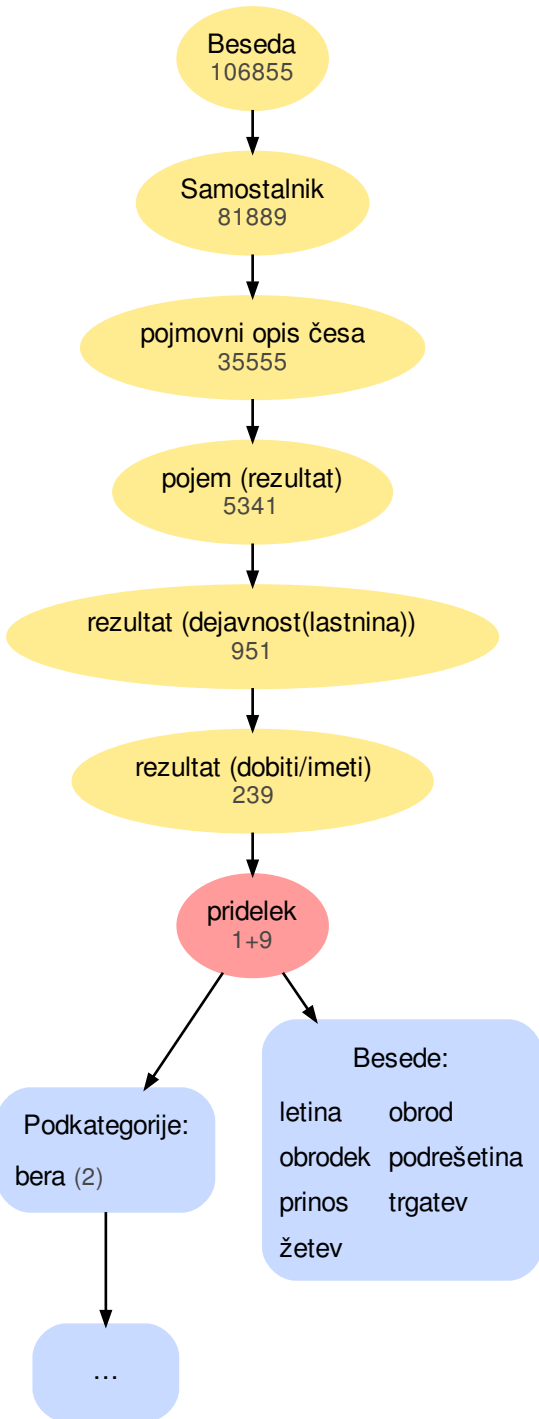 Beseda
106855
Samostalnik
81889
pojmovni opis česa
35555
pojem (rezultat)
5341
rezultat (dejavnost(lastnina))
951
rezultat (dobiti/imeti)
239
pridelek
1+9
Podkategorije:
bera (2)
...
Besede:
letina obrod
obrodek podrešetina
prinos trgatev
žetev